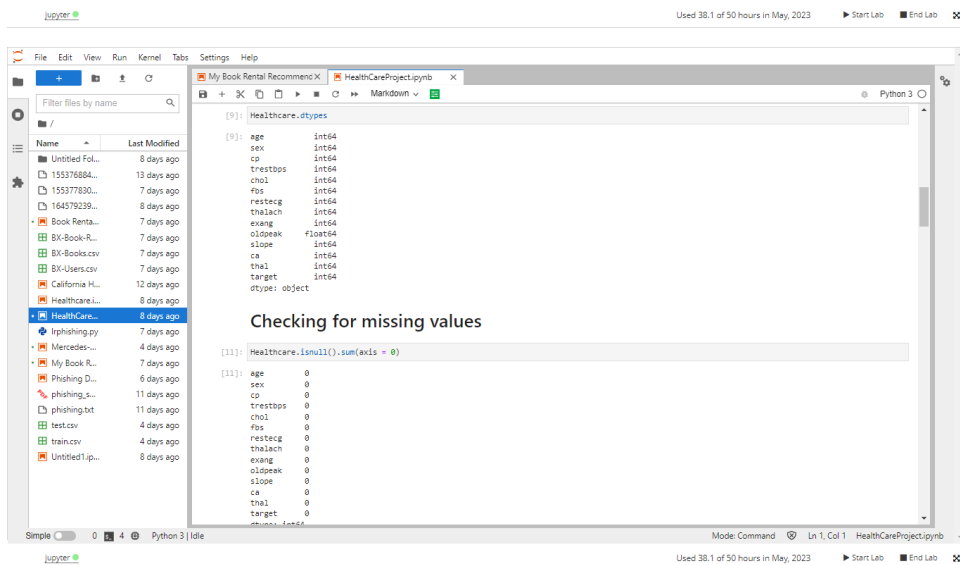 jupyter
Used 38.1 of 50 hours in May, 2023 Start Lab End Lab
File Edit View Run Kernel Tabs Settings Help
My Book Rental Recommend X HealthCareProject.ipynb X
Filter files by name
Markdown
Python 3
/
Name Last Modified
Untitled Fol... 8 days ago
155376884... 13 days ago
155377830... 7 days ago
164579239... 8 days ago
Book Renta... 7 days ago
BX-Book-R... 7 days ago
BX-Books.csv 7 days ago
BX-Users.csv 7 days ago
California H... 12 days ago
Healthcare.i... 8 days ago
HealthCare... 8 days ago
lrphishing.py 7 days ago
Mercedes-... 4 days ago
My Book R... 7 days ago
Phishing D... 6 days ago
phishing_s... 11 days ago
phishing.txt 11 days ago
test.csv 4 days ago
train.csv 4 days ago
Untitled1.ip... 8 days ago
[9]: Healthcare.dtypes
[9]: age int64
sex int64
cp int64
trestbps int64
chol int64
fbs int64
restecg int64
thalach int64
exang int64
oldpeak float64
slope int64
ca int64
thal int64
target int64
dtype: object
Checking for missing values
[11]: Healthcare.isnull().sum(axis = 0)
[11]: age 0
sex 0
cp 0
trestbps 0
chol 0
fbs 0
restecg 0
thalach 0
exang 0
oldpeak 0
slope 0
ca 0
thal 0
target 0
dtype: int64
Simple 0 4 Python 3 | Idle
Mode: Command Ln 1, Col 1 HealthCareProject.ipynb
jupyter
Used 38.1 of 50 hours in May, 2023 Start Lab End Lab